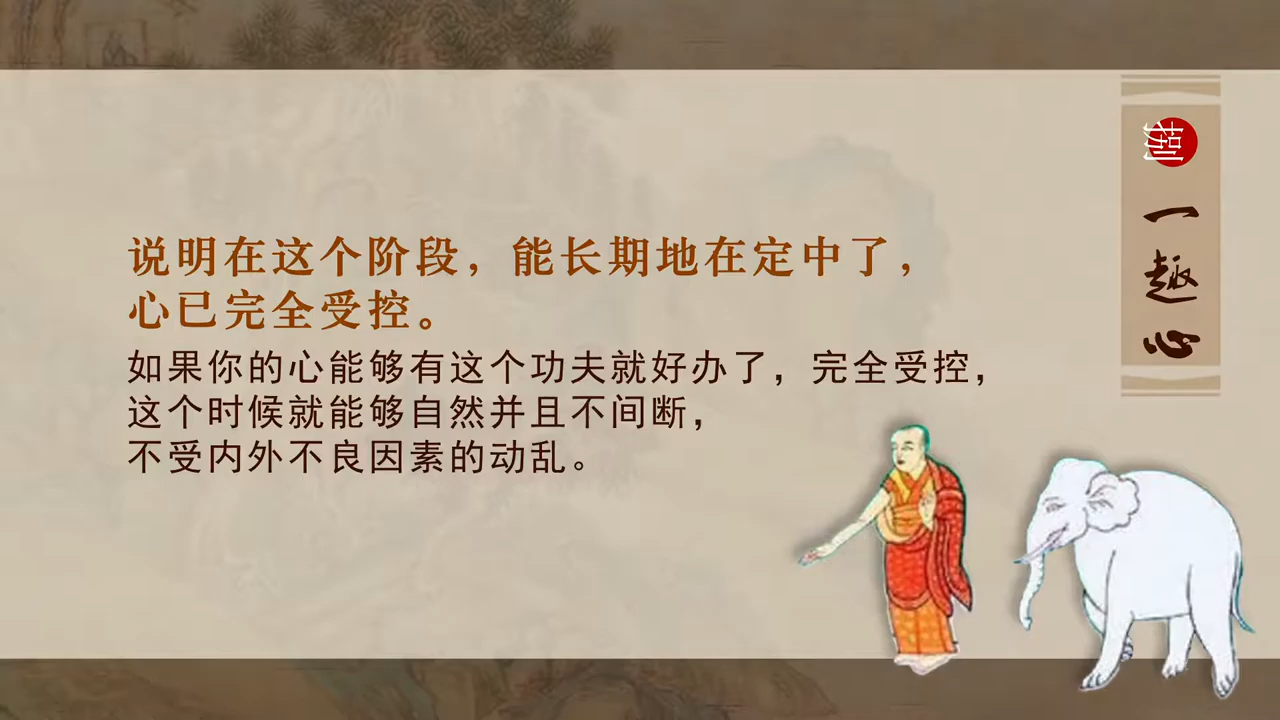 说明在这个阶段，能长期地在定中了，
心已完全受控。
如果你的心能够有这个功夫就好办了，完全受控，
这个时候就能够自然并且不间断，
不受内外不良因素的动乱。
一趣心